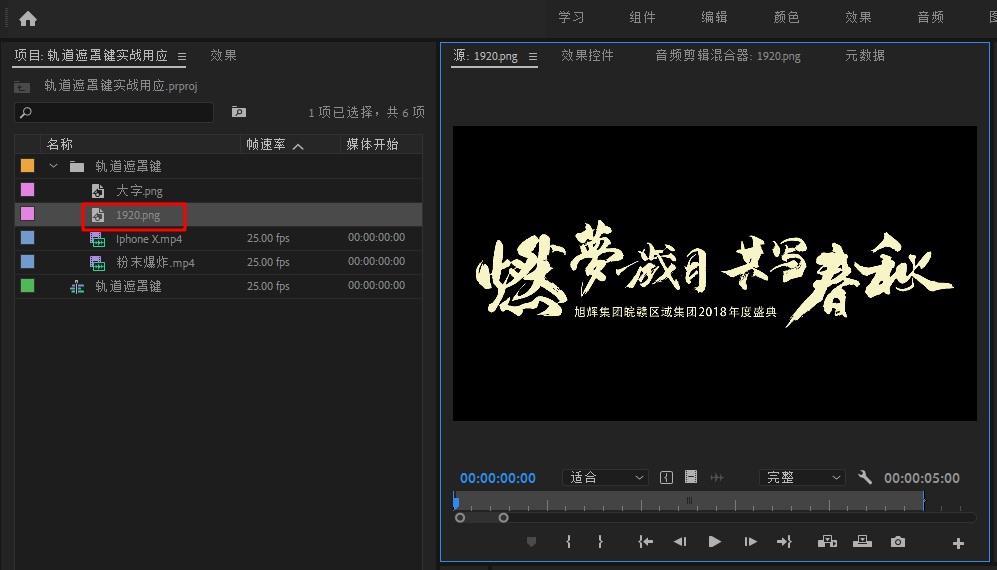 学习 组件 编辑 颜色 效果 音频
项目: 轨道遮罩键实战用应 效果
轨道遮罩键实战用应.prproj
1项已选择，共 6 项
名称 帧速率 媒体开始
轨道遮罩键
大字.png
1920.png
Iphone X.mp4 25.00 fps 00:00:00:00
粉末爆炸.mp4 25.00 fps 00:00:00:00
轨道遮罩键 25.00 fps 00:00:00:00
源: 1920.png 效果控件 音频剪辑混合器: 1920.png 元数据
燃夢歲月 共写春秋
旭辉集团皖赣区域集团2018年度盛典
00:00:00:00 适合 完整 00:00:05:00